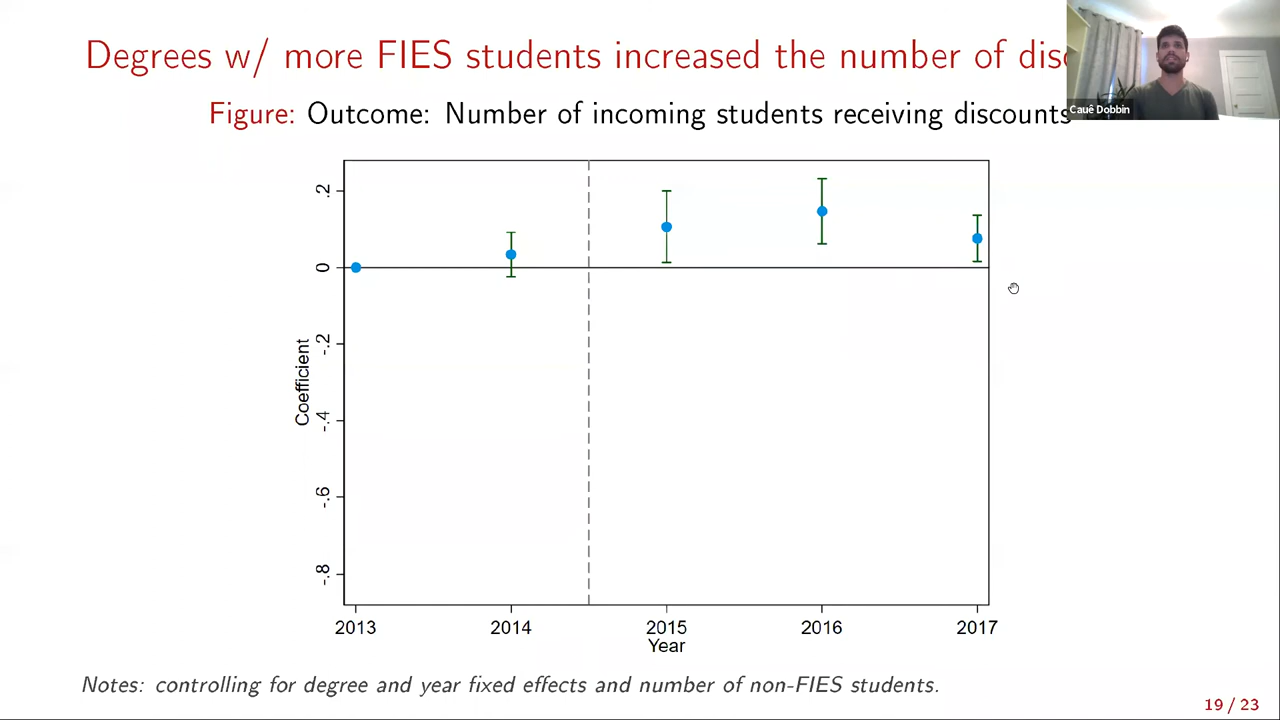 Degrees w/ more FIES students increased the number of
Cauê Dobbin
Figure: Outcome: Number of incoming students receiving discounts
.2
0
-.2
-.4
-.6
-.8
Coefficient
2013 2014 2015 2016 2017
Year
Notes: controlling for degree and year fixed effects and number of non-FIES students.
19 / 23